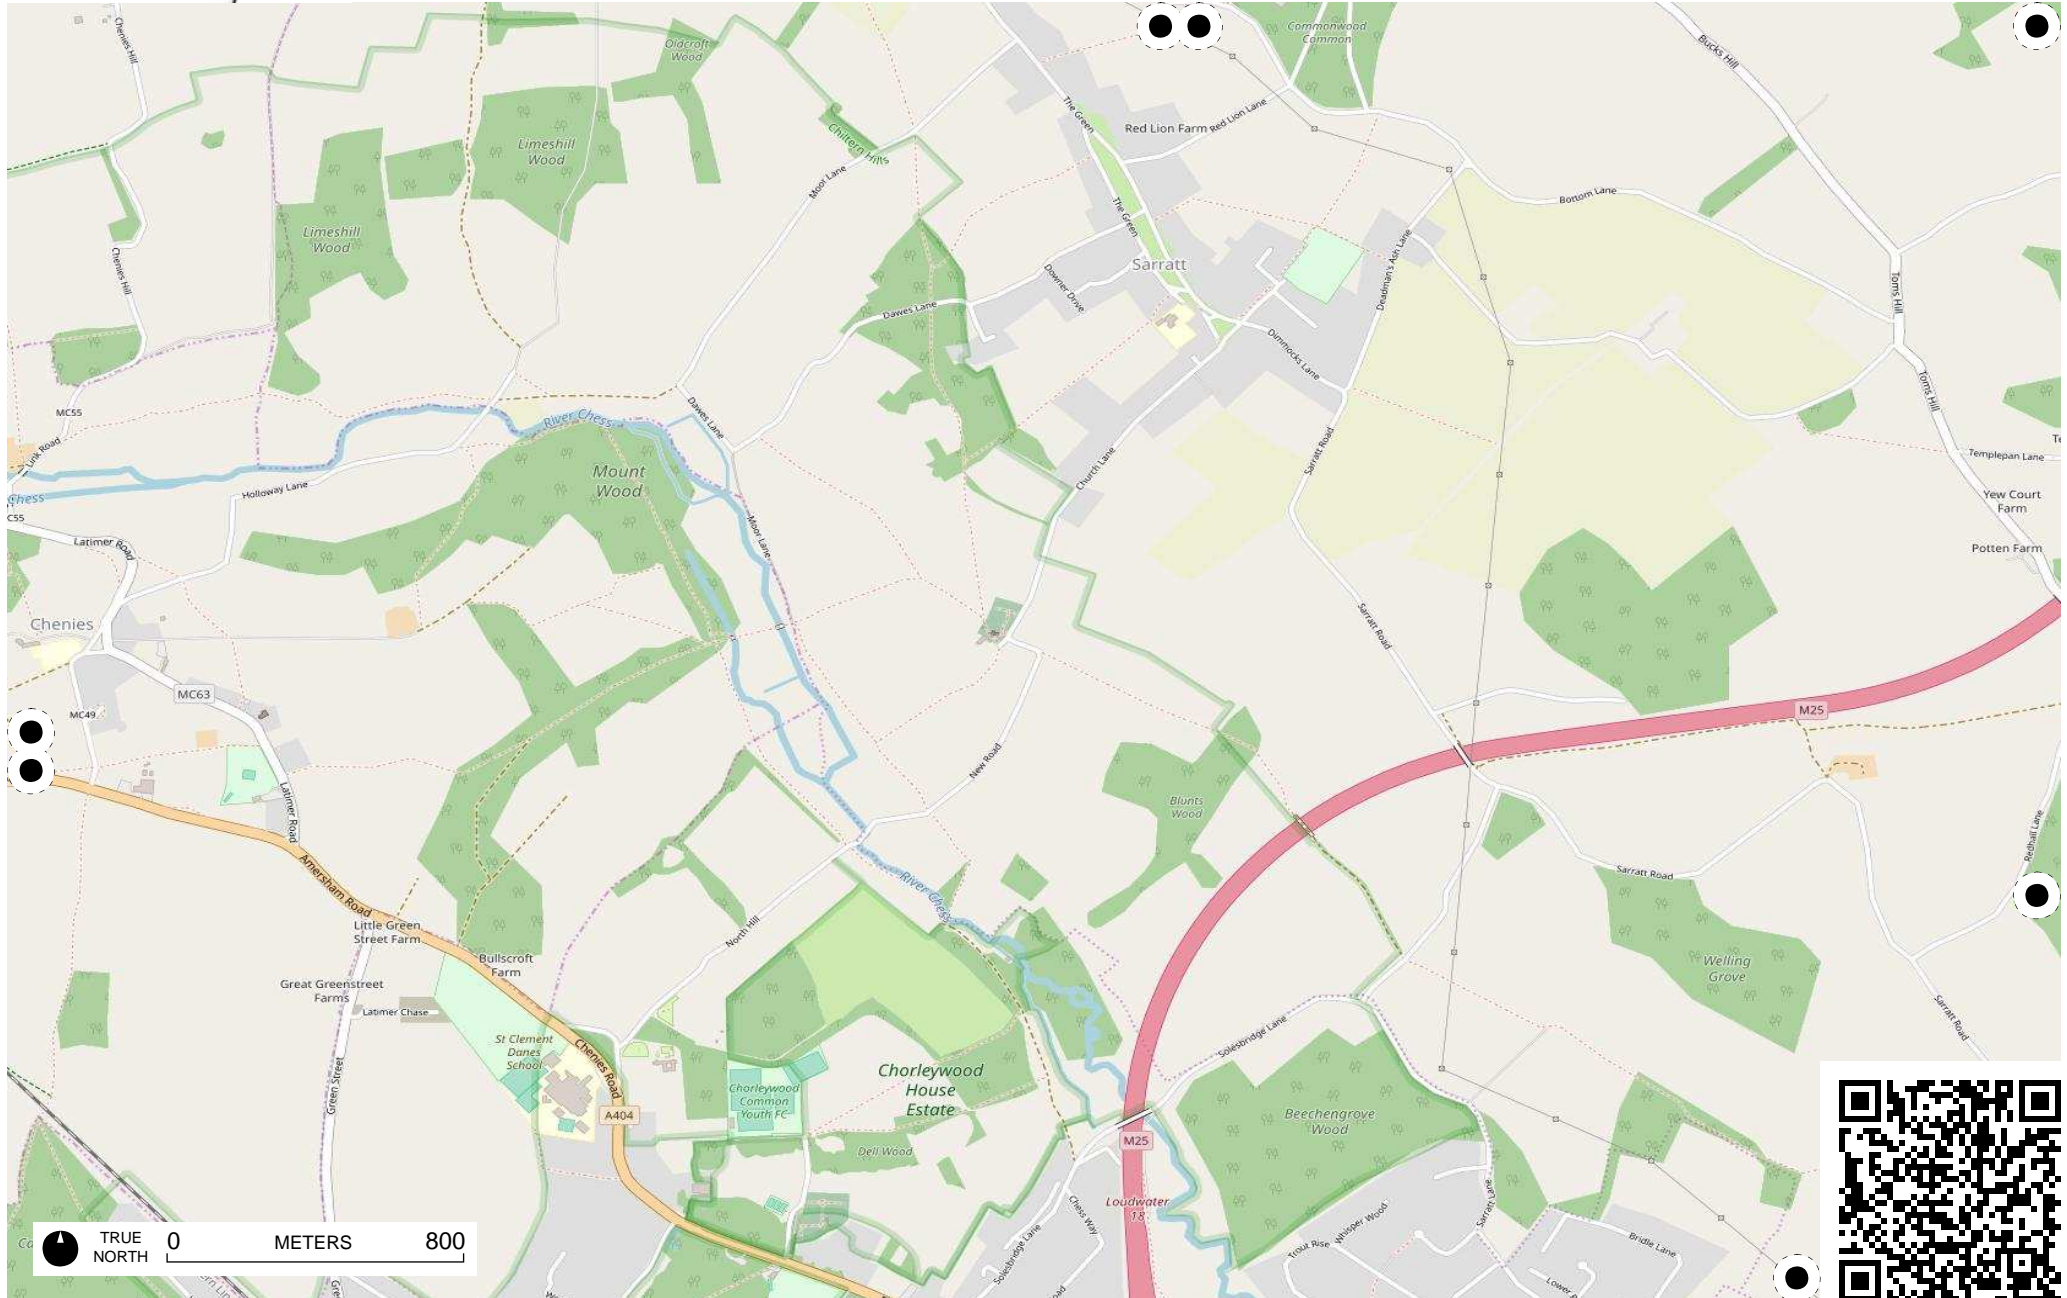 Chenies Hill
Oldcroft
Wood
Commonwood
Common
Bucks Hill
The Green
Red Lion Farm
Red Lion Lane
Chiltern Hills
Limeshill
Wood
Moor Lane
Bottom Lane
Limeshill
Wood
The Green
Chenies Hill
Sarratt
Deadman's Ash Lane
Downer Drive
Toms Hill
Dawes Lane
Dimmocks Lane
Toms Hill
MC55
Dawes Lane
River Chess
Link Road
Mount
Wood
Church Lane
Sarratt Road
Templepan Lane
Holloway Lane
Chess
Yew Court
Farm
C55
Latimer Road
Moor Lane
Potten Farm
Chenies
Sarratt Road
MC63
MC49
M25
New Road
Latimer Road
Blunts
Wood
Redhall Lane
Amersham Road
Sarratt Road
River Chess
Little Green
Street Farm
North Hill
Bullscroft
Farm
Welling
Grove
Great Greenstreet
Farms
Latimer Chase
Sarratt Road
St Clement
Danes
School
Chenies Road
Solesbridge Lane
Green Street
Chorleywood
House
Estate
Chorleywood
Common
Youth FC
A404
Beechengrove
Wood
M25
Dell Wood
Loudwater
18
Chess Way
Sarratt Lane
Whisper Wood
Trout Rise
Bridle Lane
Solesbridge Lane
TRUE
NORTH
0 METERS 800